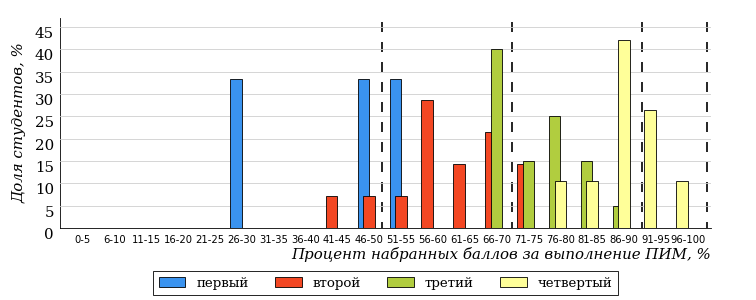 Доля студентов, %
45
40
35
30
25
20
15
10
5
0
0-5 6-10 11-15 16-20 21-25 26-30 31-35 36-40 41-45 46-50 51-55 56-60 61-65 66-70 71-75 76-80 81-85 86-90 91-95 96-100
Процент набранных баллов за выполнение ПИМ, %
первый второй третий четвертый